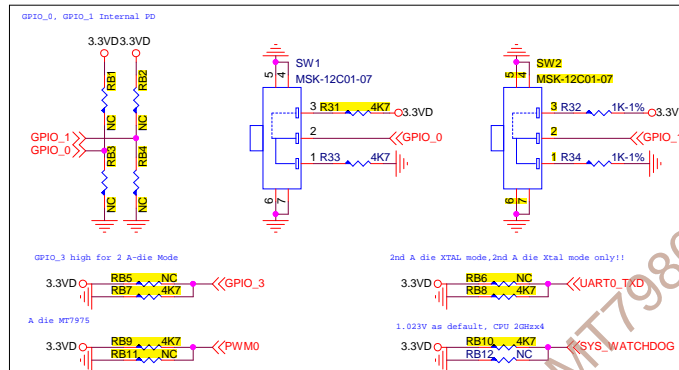 GPIO_0, GPIO_1 Internal PD
3.3VD 3.3VD
RB1
RB2
NC
NC
GPIO_1
GPIO_0
RB3
RB4
NC
NC
SW1
MSK-12C01-07
5
4
3 R31 4K7 3.3VD
2 GPIO_0
1 R33 4K7
6
7
SW2
MSK-12C01-07
5
4
3 R32 1K-1% 3.3V
2 GPIO_1
1 R34 1K-1%
6
7
GPIO_3 high for 2 A-die Mode
3.3VD RB5 NC GPIO_3
RB7 4K7
2nd A die XTAL mode,2nd A die Xtal mode only!!
3.3VD RB6 NC UART0_TXD
RB8 4K7
A die MT7975
3.3VD RB9 4K7 PWM0
RB11 NC
1.023V as default, CPU 2GHzx4
3.3VD RB10 4K7 SYS_WATCHDOG
RB12 NC